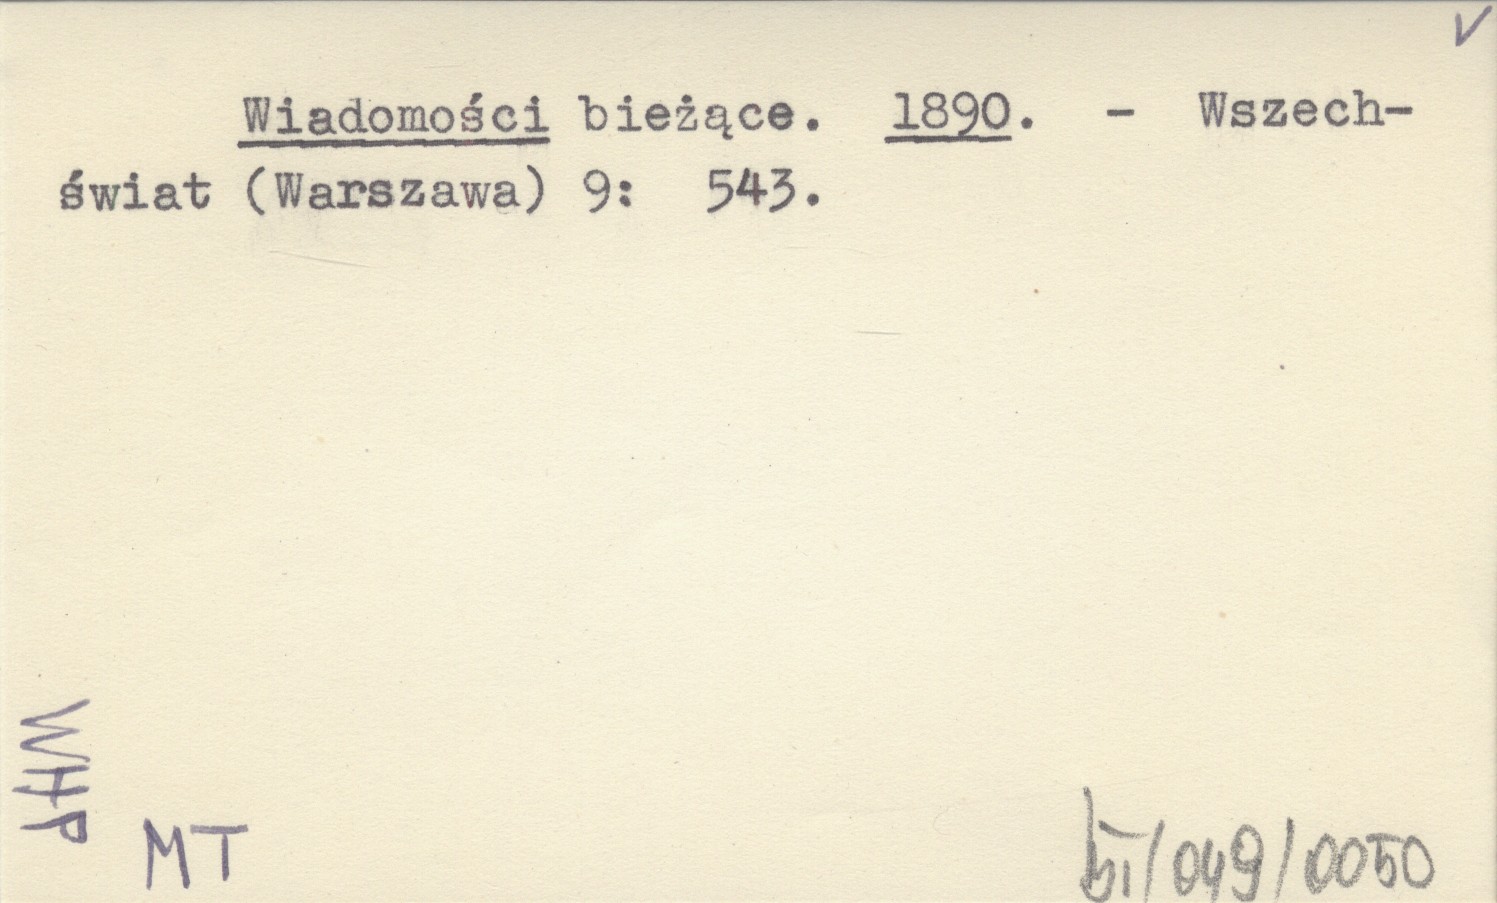 V
Wiadomości bieżące. 1890. - Wszech-
świat (Warszawa) 9: 543.
WHP
MT
bi/049/0050